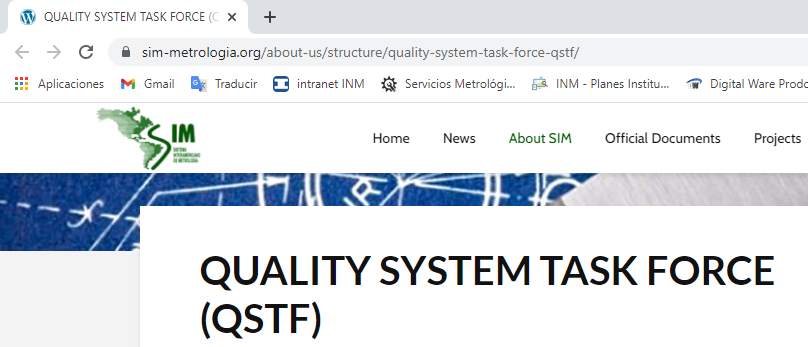 QUALITY SYSTEM TASK FORCE (C
sim-metrologia.org/about-us/structure/quality-system-task-force-qstf/
Aplicaciones Gmail Traducir intranet INM Servicios Metrológi... INM - Planes Institu... Digital Ware Prodo
SIM
SISTEMA
INTERAMERICANO
DE METROLOGIA
Home News About SIM Official Documents Projects
QUALITY SYSTEM TASK FORCE
(QSTF)